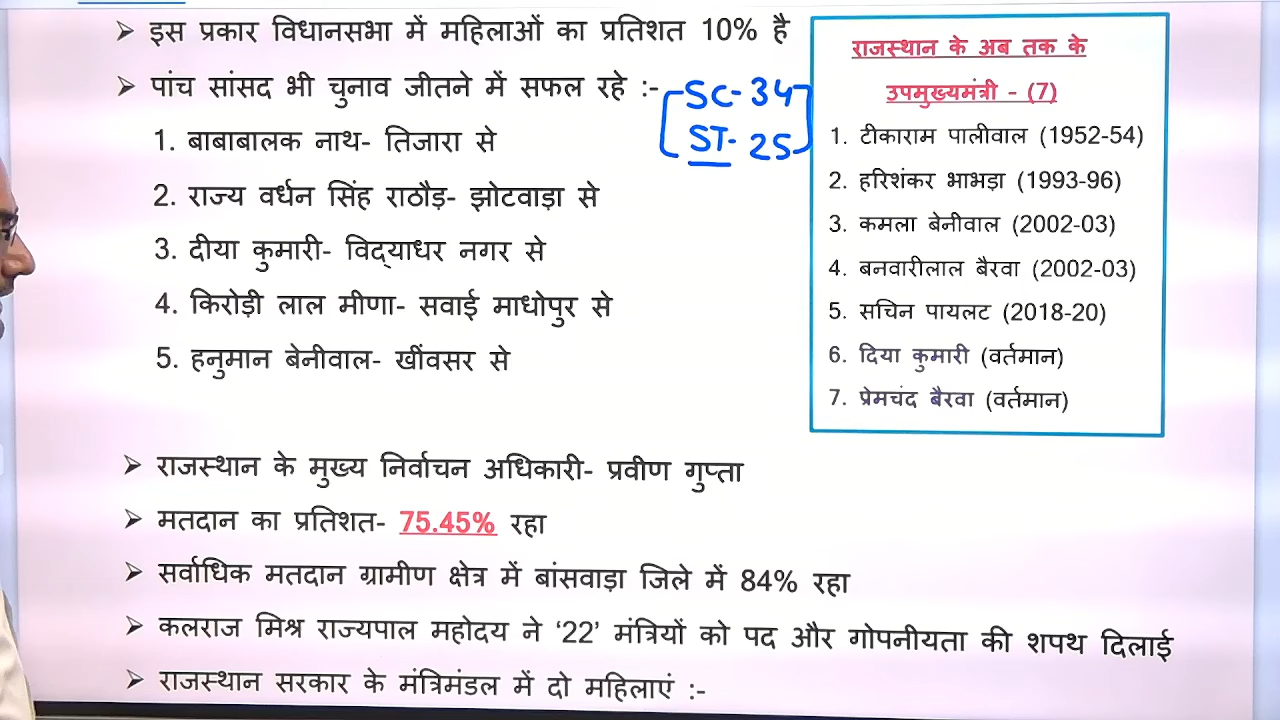 ➢ इस प्रकार विधानसभा में महिलाओं का प्रतिशत 10% है
➢ पांच सांसद भी चुनाव जीतने में सफल रहे :-
SC-34
ST-25
1. बाबाबालक नाथ- तिजारा से
2. राज्य वर्धन सिंह राठौड़- झोटवाड़ा से
3. दीया कुमारी- विद्याधर नगर से
4. किरोड़ी लाल मीणा- सवाई माधोपुर से
5. हनुमान बेनीवाल- खींवसर से
राजस्थान के अब तक के
उपमुख्यमंत्री - (7)
1. टीकाराम पालीवाल (1952-54)
2. हरिशंकर भाभड़ा (1993-96)
3. कमला बेनीवाल (2002-03)
4. बनवारीलाल बैरवा (2002-03)
5. सचिन पायलट (2018-20)
6. दिया कुमारी (वर्तमान)
7. प्रेमचंद बैरवा (वर्तमान)
➢ राजस्थान के मुख्य निर्वाचन अधिकारी- प्रवीण गुप्ता
➢ मतदान का प्रतिशत- 75.45% रहा
➢ सर्वाधिक मतदान ग्रामीण क्षेत्र में बांसवाड़ा जिले में 84% रहा
➢ कलराज मिश्र राज्यपाल महोदय ने ‘22’ मंत्रियों को पद और गोपनीयता की शपथ दिलाई
➢ राजस्थान सरकार के मंत्रिमंडल में दो महिलाएं :-